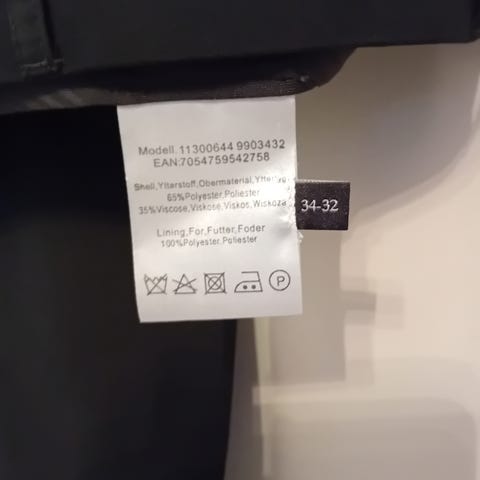 Modell. 11300644 9903432
EAN:7054759542758
Shell,Ytterstoff,Obermaterial,
65%Polyester,Poliester
35%Viscose,Viskose,Viskos,Wiskoza
Lining,For,Futter,Foder
100%Polyester,Poliester
P
34-32